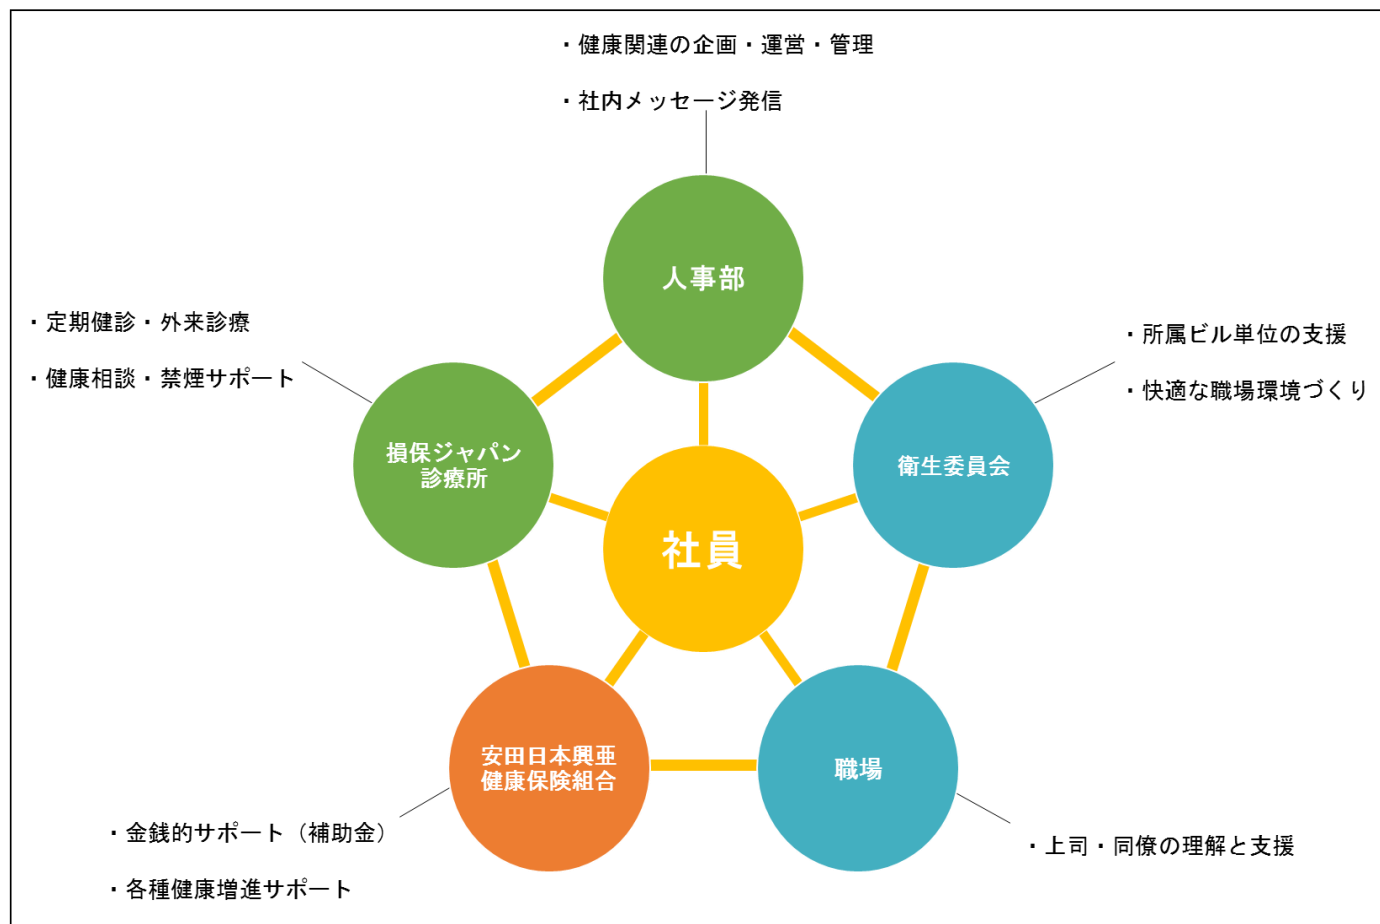 ・健康関連の企画・運営・管理
・社内メッセージ発信
人事部
・定期健診・外来診療
・健康相談・禁煙サポート
・所属ビル単位の支援
・快適な職場環境づくり
損保ジャパン
診療所
衛生委員会
社員
安田日本興亜
健康保険組合
職場
・金銭的サポート（補助金）
・各種健康増進サポート
・上司・同僚の理解と支援